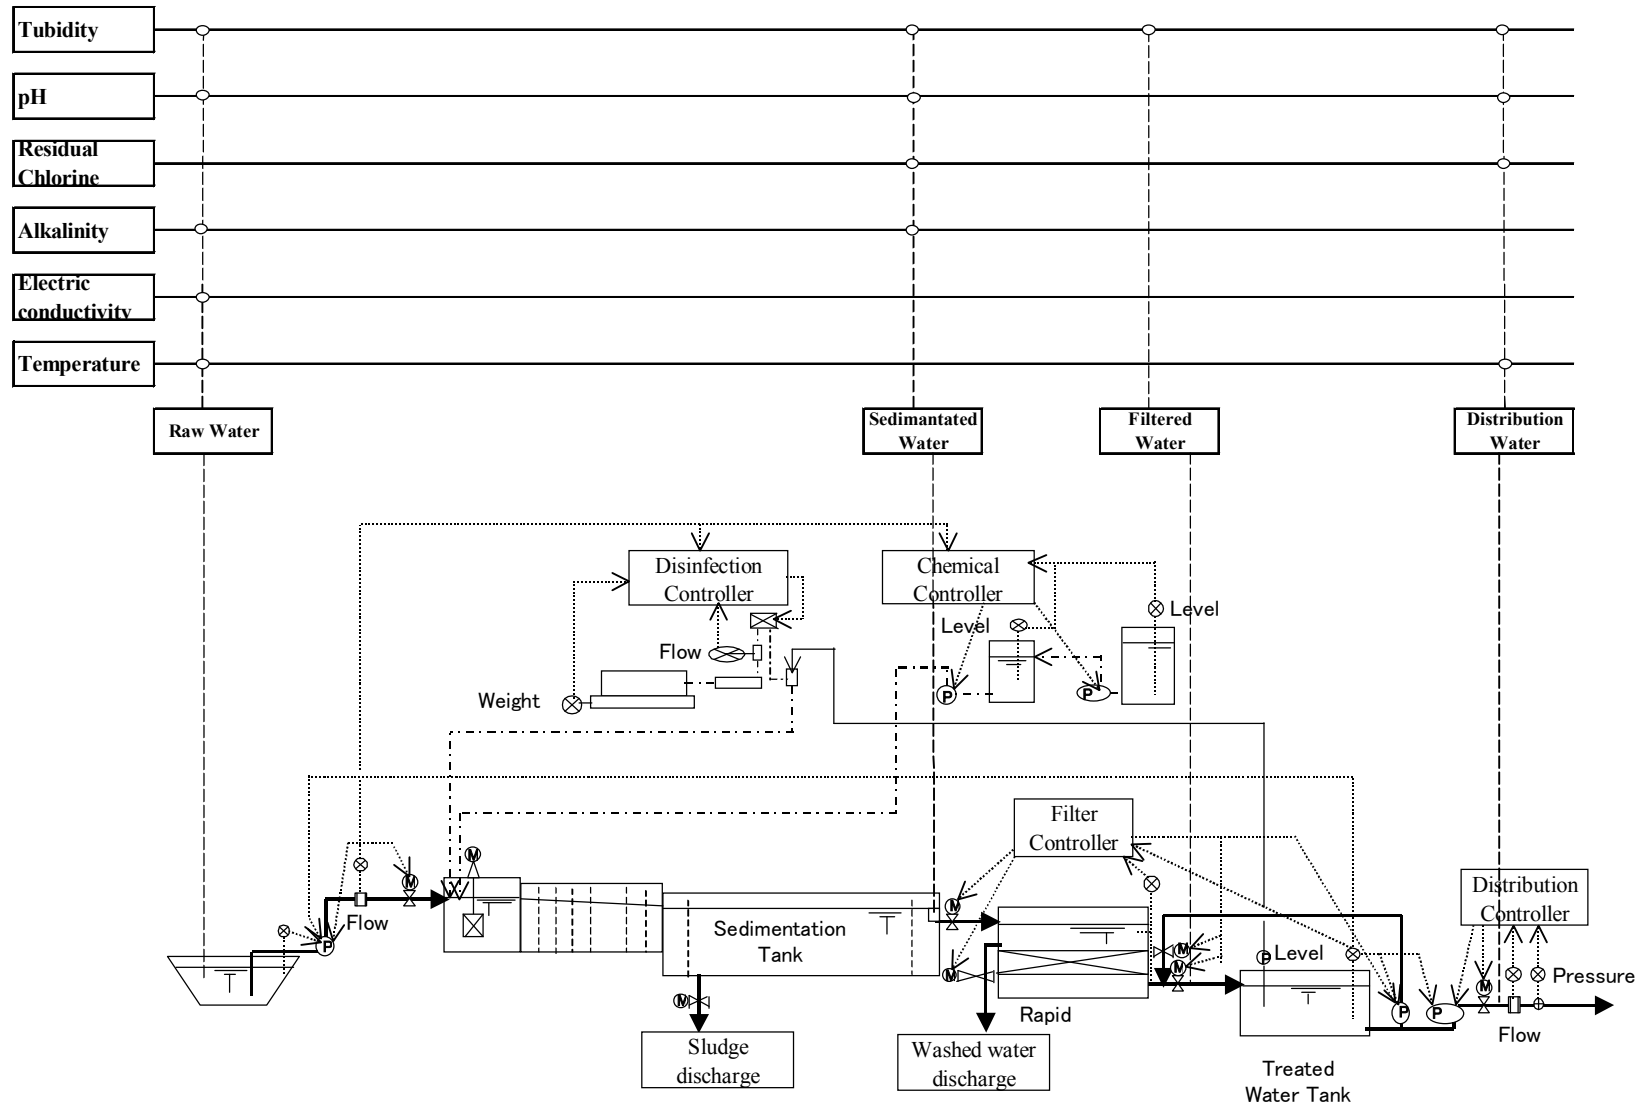 Tubidity
pH
Residual
Chlorine
Alkalinity
Electric
conductivity
Temperature
Raw Water
Sedimantated
Water
Filtered
Water
Distribution
Water
Disinfection
Controller
Chemical
Controller
Level
Level
Flow
Weight
P
P
Filter
Controller
M
M
P
Flow
Sedimentation
Tank
M
M
M
M
M
P
Level
Distribution
Controller
M
Pressure
P
P
Flow
M
Rapid
Sludge
discharge
Washed water
discharge
Treated
Water Tank